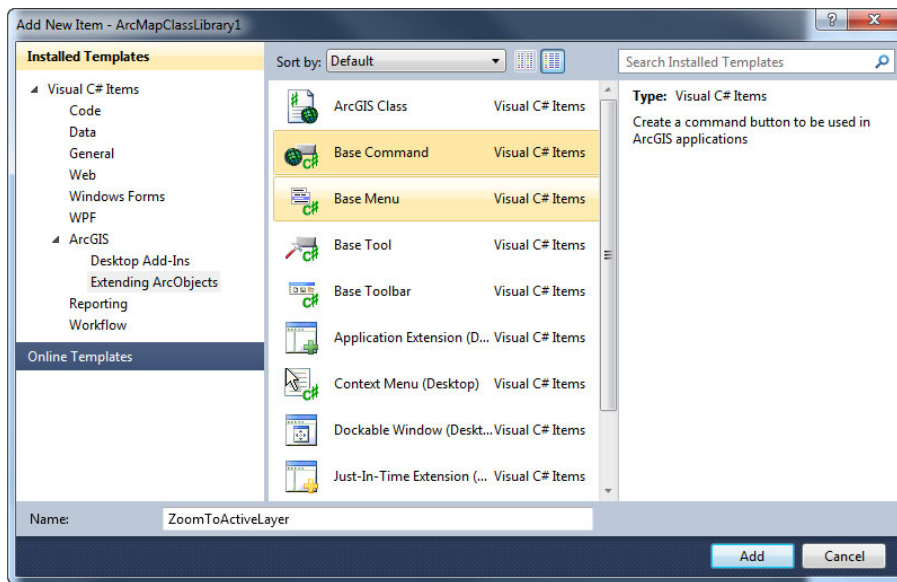 Add New Item - ArcMapClassLibrary1
Installed Templates
Visual C# Items
Code
Data
General
Web
Windows Forms
WPF
ArcGIS
Desktop Add-Ins
Extending ArcObjects
Reporting
Workflow
Online Templates
Sort by: Default
ArcGIS Class Visual C# Items
Base Command Visual C# Items
Base Menu Visual C# Items
Base Tool Visual C# Items
Base Toolbar Visual C# Items
Application Extension (D... Visual C# Items
Context Menu (Desktop) Visual C# Items
Dockable Window (Deskt... Visual C# Items
Just-In-Time Extension (... Visual C# Items
Search Installed Templates
Type: Visual C# Items
Create a command button to be used in
ArcGIS applications
Name: ZoomToActiveLayer
Add Cancel